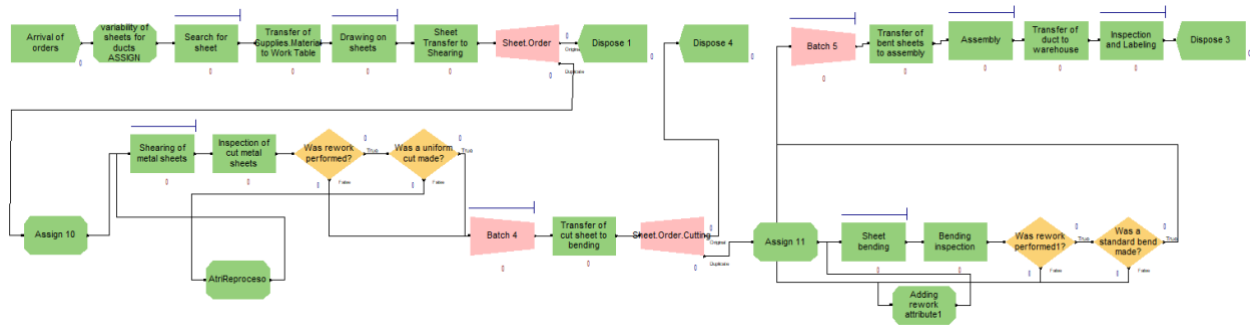 Arrival of
orders
variability of
sheets for
ducts ASSIGN
Search for
sheet
Transfer of
Supplies.Material
to Work Table
Drawing on
sheets
Sheet
Transfer to
Shearing
Sheet.Order
Original
Duplicate
Dispose 1
Dispose 4
Batch 5
Transfer of
bent sheets
to assembly
Assembly
Transfer of
duct to
warehouse
Inspection
and Labeling
Dispose 3
Assign 10
Shearing of
metal sheets
Inspection of
cut metal
sheets
Was rework
performed?
True
False
Was a uniform
cut made?
True
False
AtriReproceso
Batch 4
Transfer of
cut sheet to
bending
Sheet.Order.Cutting
Original
Duplicate
Assign 11
Sheet
bending
Bending
inspection
Was rework
performed1?
True
False
Was a
standard bend
made?
True
False
Adding
rework
attribute1